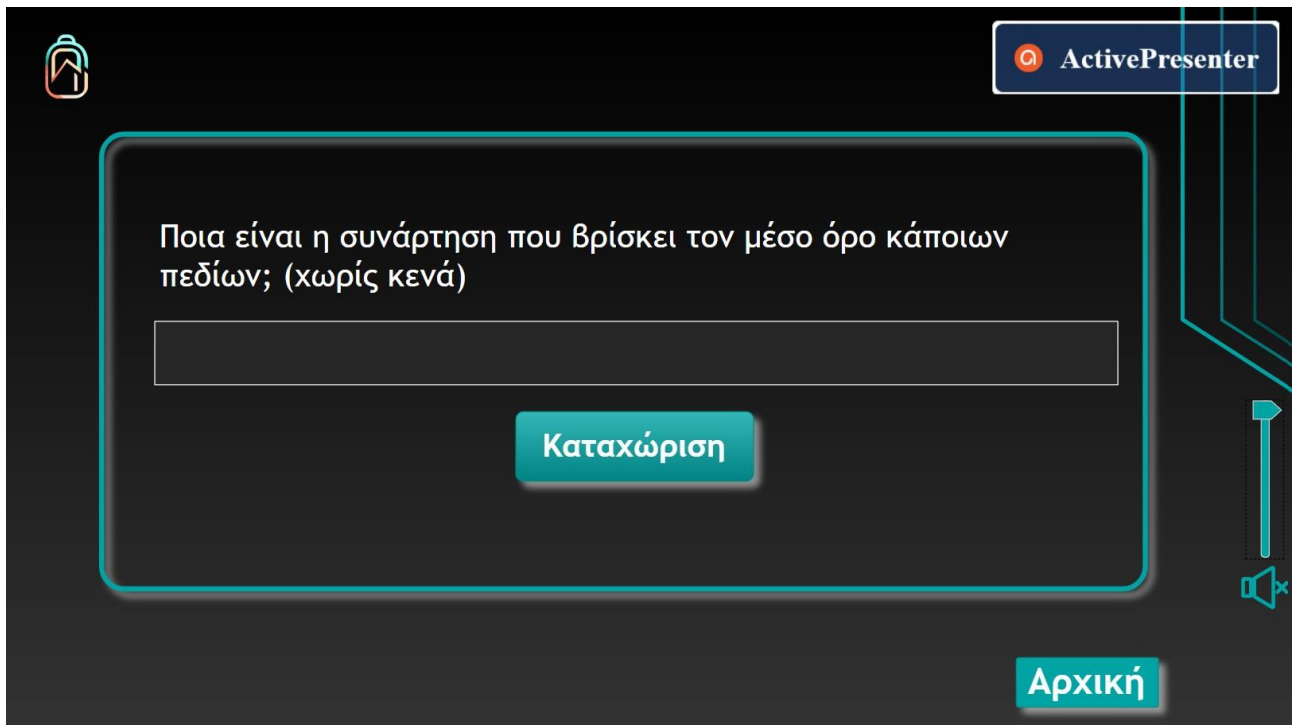 ActivePresenter
Ποια είναι η συνάρτηση που βρίσκει τον μέσο όρο κάποιων
πεδίων; (χωρίς κενά)
Καταχώριση
Αρχική